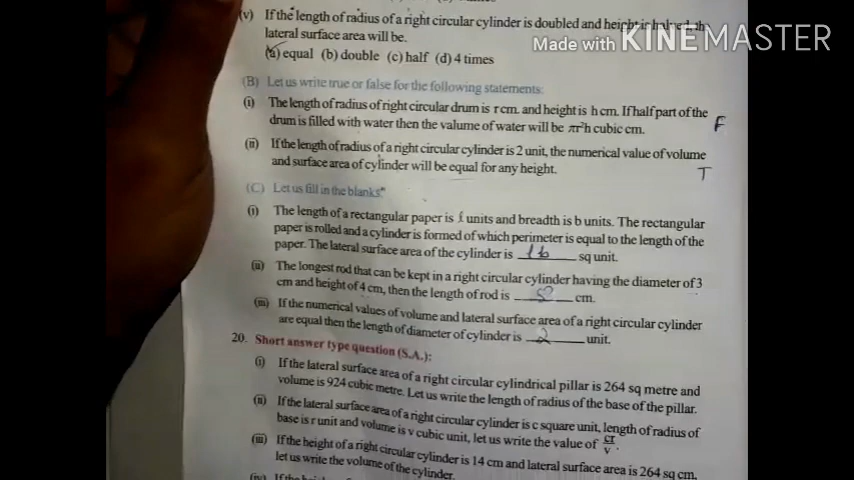 (v) If the length of radius of a right circular cylinder is doubled and height is halved, th
lateral surface area will be.
(a) equal (b) double (c) half (d) 4 times
Made with KINEMASTER
(B) Let us write true or false for the following statements:
(i) The length of radius of right circular drum is r cm. and height is h cm. If half part of the
drum is filled with water then the valume of water will be πr²h cubic cm. F
(ii) If the length of radius of a right circular cylinder is 2 unit, the numerical value of volume
and surface area of cylinder will be equal for any height. T
(C) Let us fill in the blanks"
(i) The length of a rectangular paper is ℓ units and breadth is b units. The rectangular
paper is rolled and a cylinder is formed of which perimeter is equal to the length of the
paper. The lateral surface area of the cylinder is lb sq unit.
(ii) The longest rod that can be kept in a right circular cylinder having the diameter of 3
cm and height of 4 cm, then the length of rod is 5 cm.
(iii) If the numerical values of volume and lateral surface area of a right circular cylinder
are equal then the length of diameter of cylinder is 2 unit.
20. Short answer type question (S.A.):
(i) If the lateral surface area of a right circular cylindrical pillar is 264 sq metre and
volume is 924 cubic metre. Let us write the length of radius of the base of the pillar.
(ii) If the lateral surface area of a right circular cylinder is c square unit, length of radius of
base is r unit and volume is v cubic unit, let us write the value of cr/v.
(iii) If the height of a right circular cylinder is 14 cm and lateral surface area is 264 sq cm,
let us write the volume of the cylinder.
(iv) If the